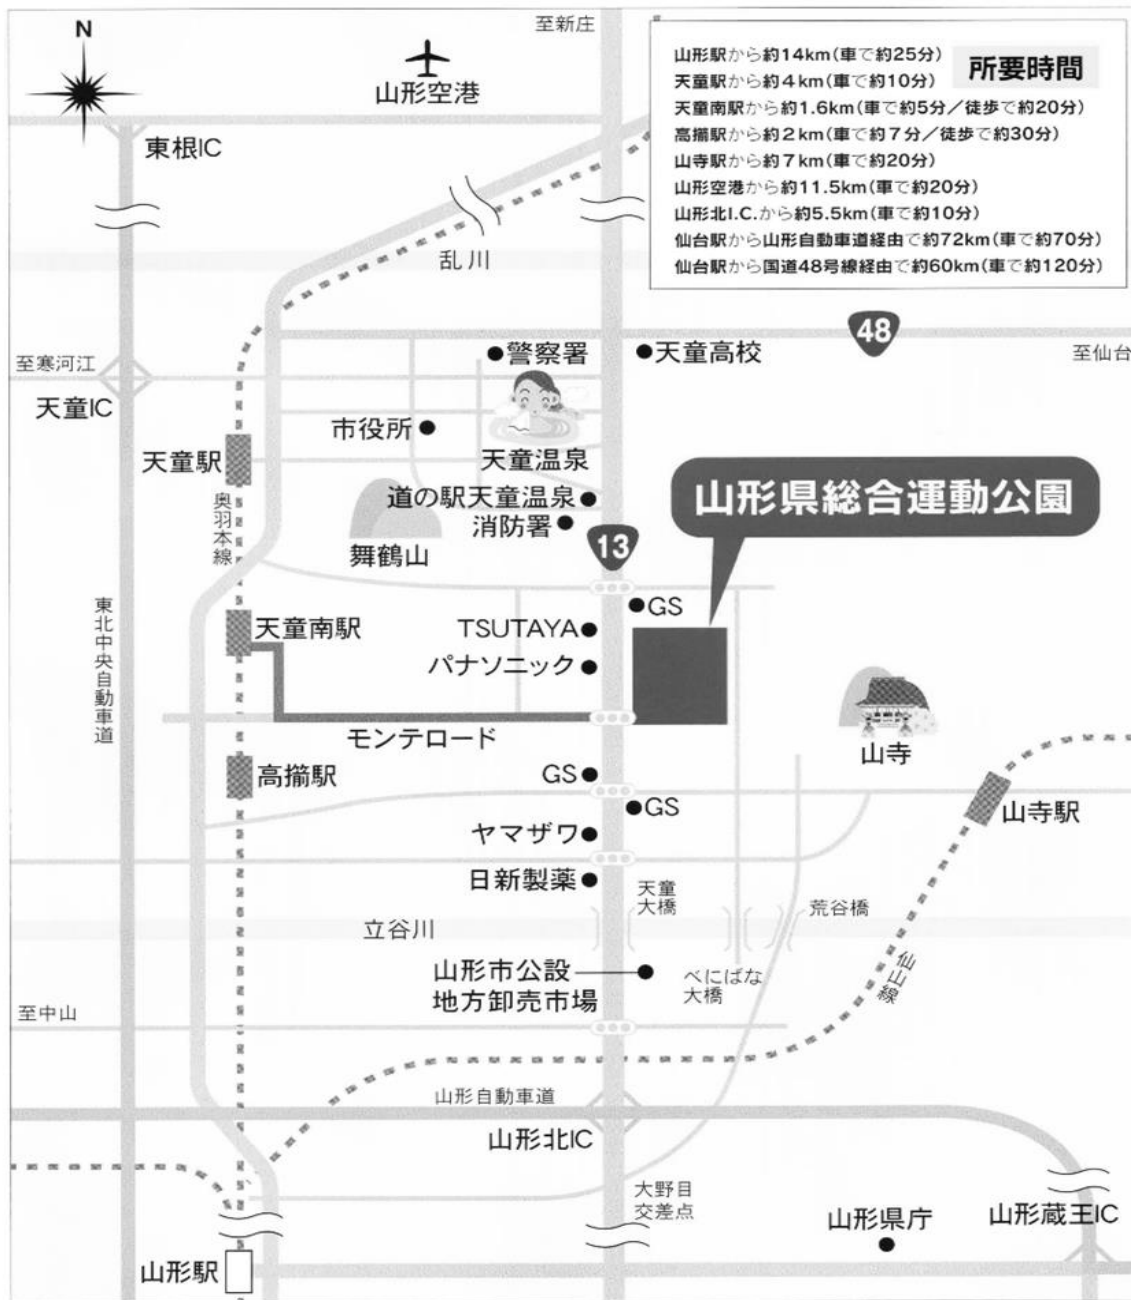 N
至新庄
山形空港
東根IC
所要時間
山形駅から約14km(車で約25分)
天童駅から約4km(車で約10分)
天童南駅から約1.6km(車で約5分/徒歩で約20分)
高擶駅から約2km(車で約7分/徒歩で約30分)
山寺駅から約7km(車で約20分)
山形空港から約11.5km(車で約20分)
山形北I.C.から約5.5km(車で約10分)
仙台駅から山形自動車道経由で約72km(車で約70分)
仙台駅から国道48号線経由で約60km(車で約120分)
乱川
48
至寒河江
警察署
天童高校
至仙台
天童IC
市役所
天童駅
天童温泉
山形県総合運動公園
奥羽本線
道の駅天童温泉
消防署
舞鶴山
13
東北中央自動車道
天童南駅
GS
TSUTAYA
パナソニック
モンテロード
山寺
高擶駅
GS
GS
山寺駅
ヤマザワ
日新製薬
天童
大橋
荒谷橋
立谷川
山形市公設
地方卸売市場
べにばな
大橋
仙山線
至中山
山形自動車道
山形北IC
大野目
交差点
山形県庁
山形蔵王IC
山形駅